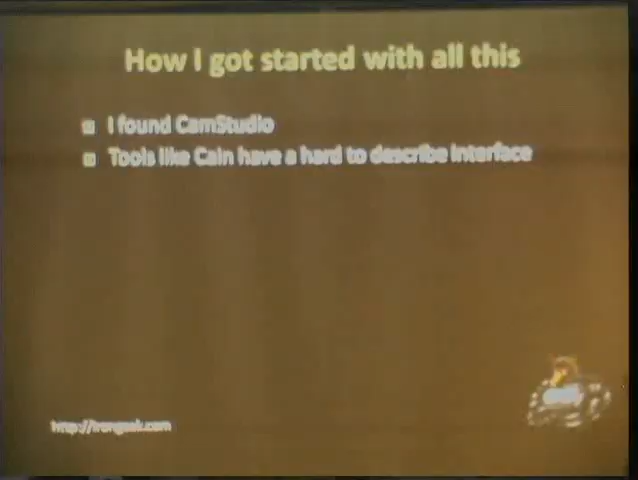 How I got started with all this
I found CamStudio
Tools like Cain have a hard to describe interface
http://irongeek.com